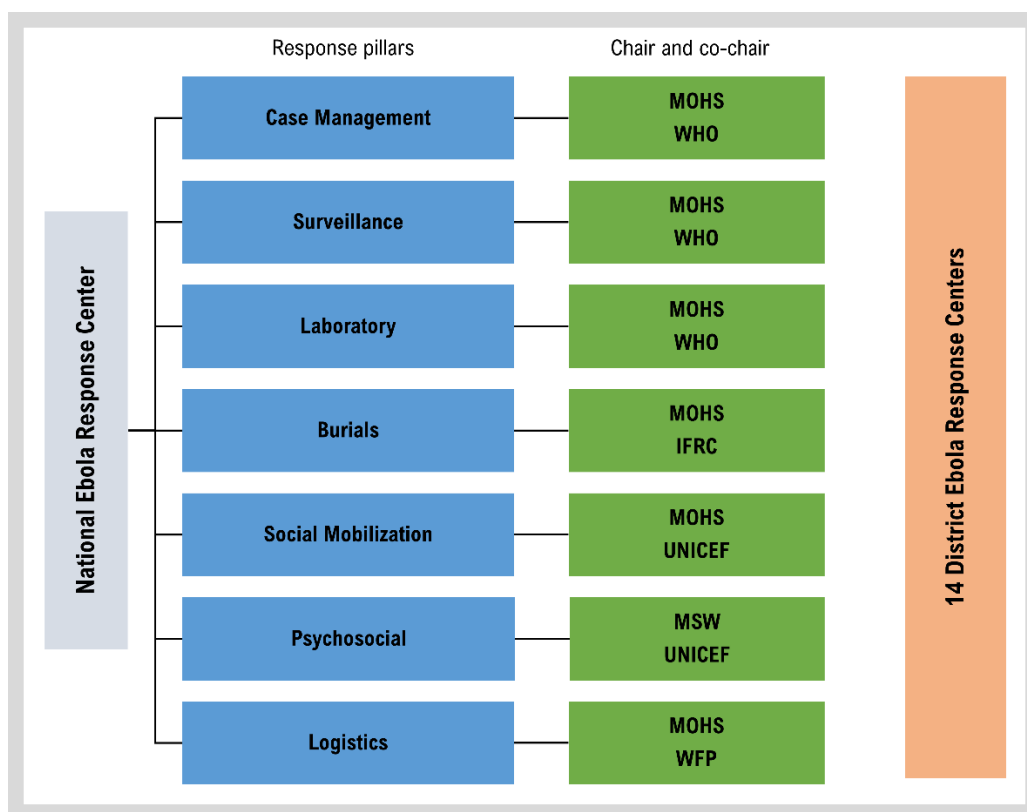 Response pillars
Chair and co-chair
National Ebola Response Center
Case Management
MOHS
WHO
Surveillance
MOHS
WHO
Laboratory
MOHS
WHO
Burials
MOHS
IFRC
Social Mobilization
MOHS
UNICEF
Psychosocial
MSW
UNICEF
Logistics
MOHS
WFP
14 District Ebola Response Centers